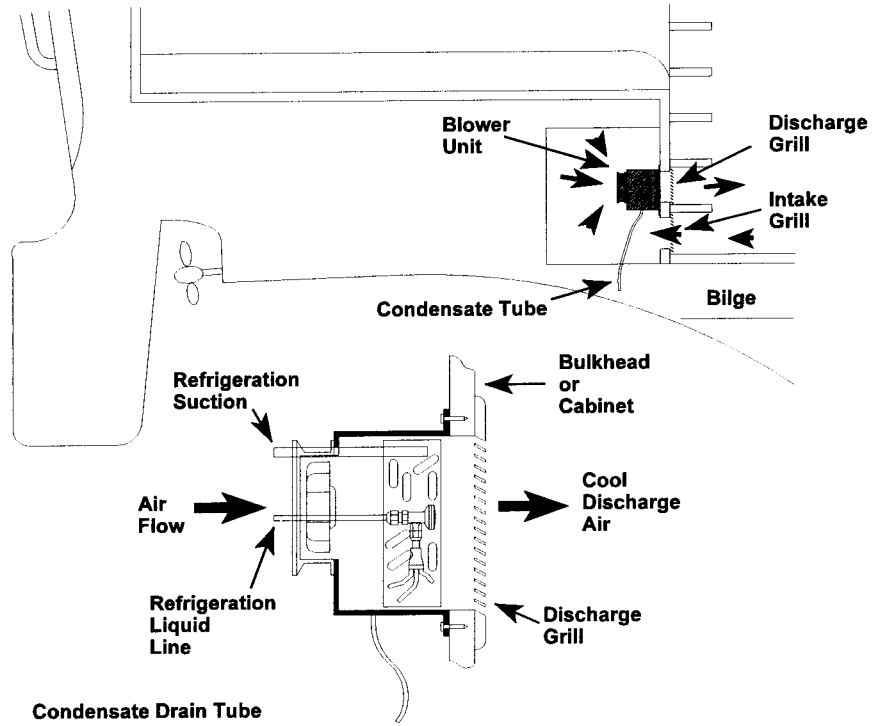 Blower
Unit
Discharge
Grill
Intake
Grill
Condensate Tube
Bilge
Refrigeration
Suction
Bulkhead
or
Cabinet
Air
Flow
Cool
Discharge
Air
Refrigeration
Liquid
Line
Discharge
Grill
Condensate Drain Tube